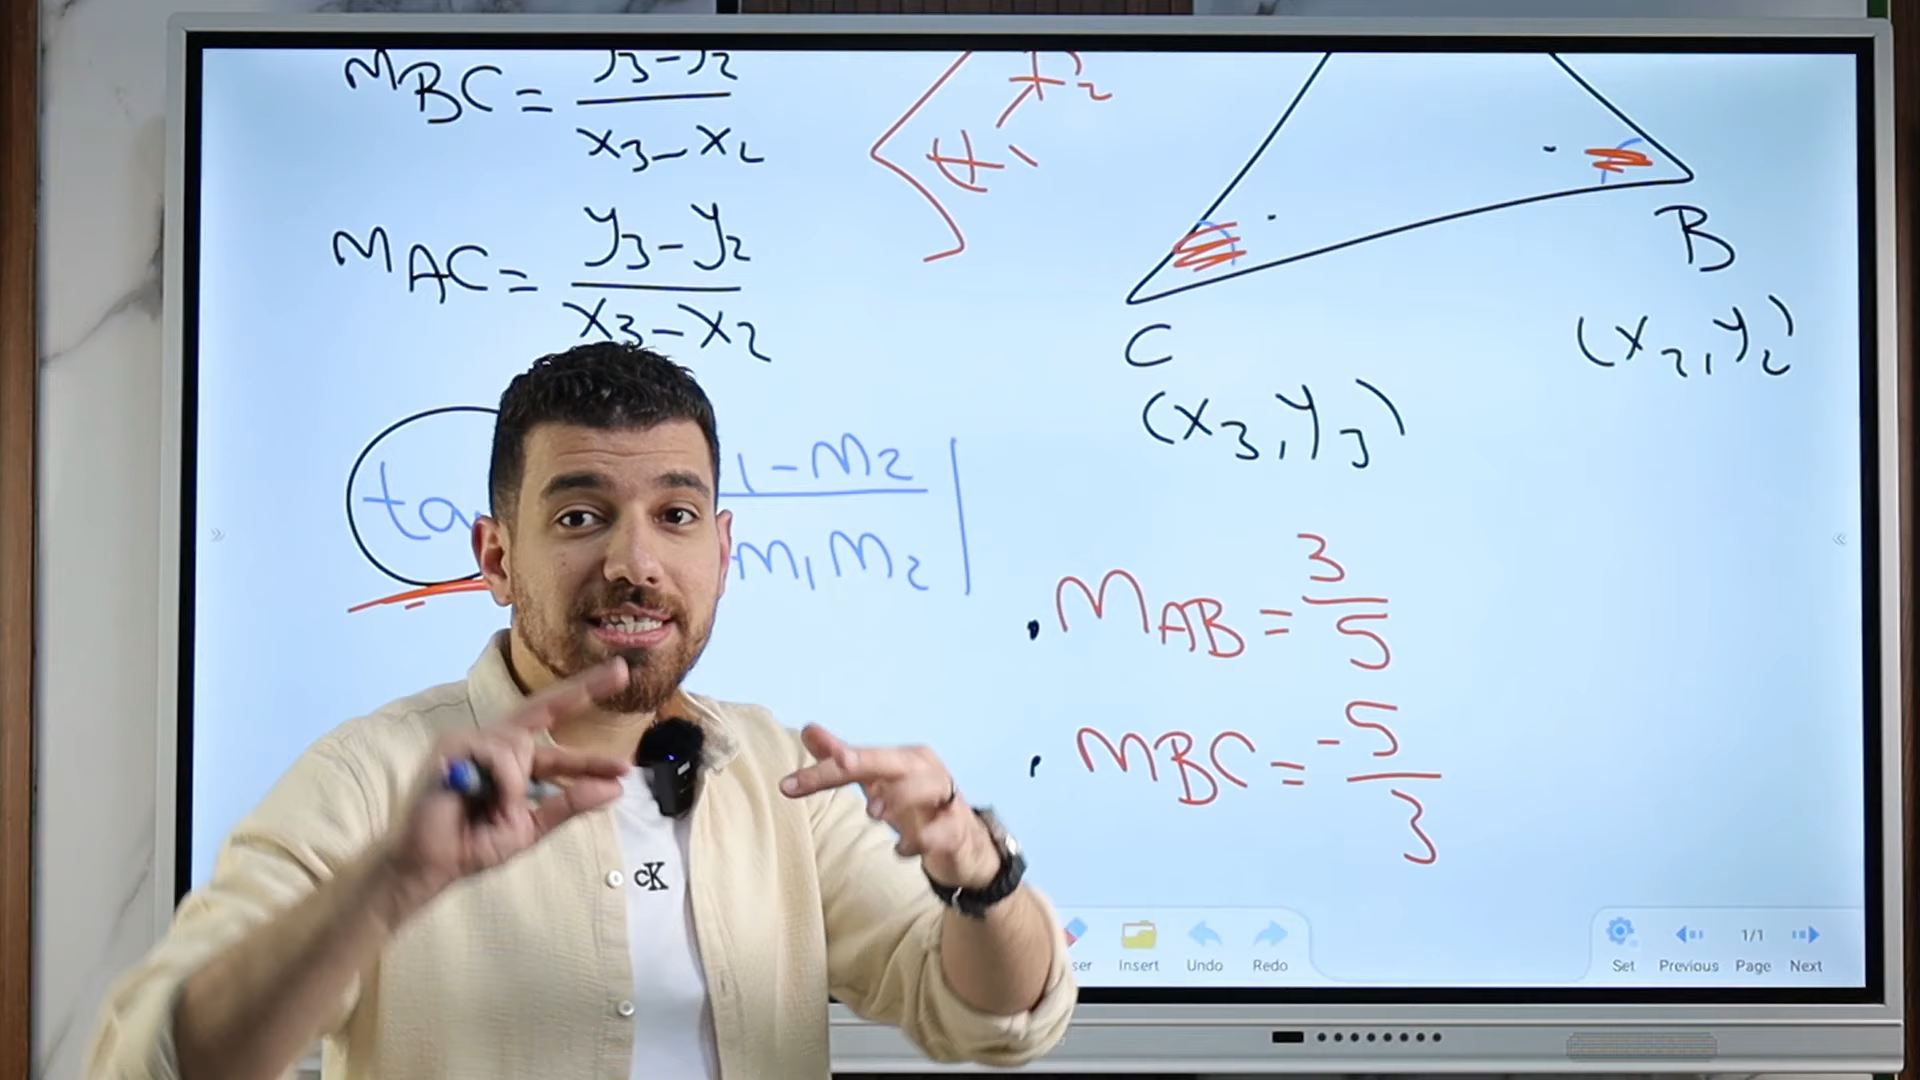 mBC = y3-y2
x3-x2
mAC = y3-y2
x3-x2
C
(x3, y3)
B
(x2, y2)
1-m2
m1m2
mAB = 3
5
mBC = -5
3
cK
Insert
Undo
Redo
Set
Previous
1/1
Page
Next